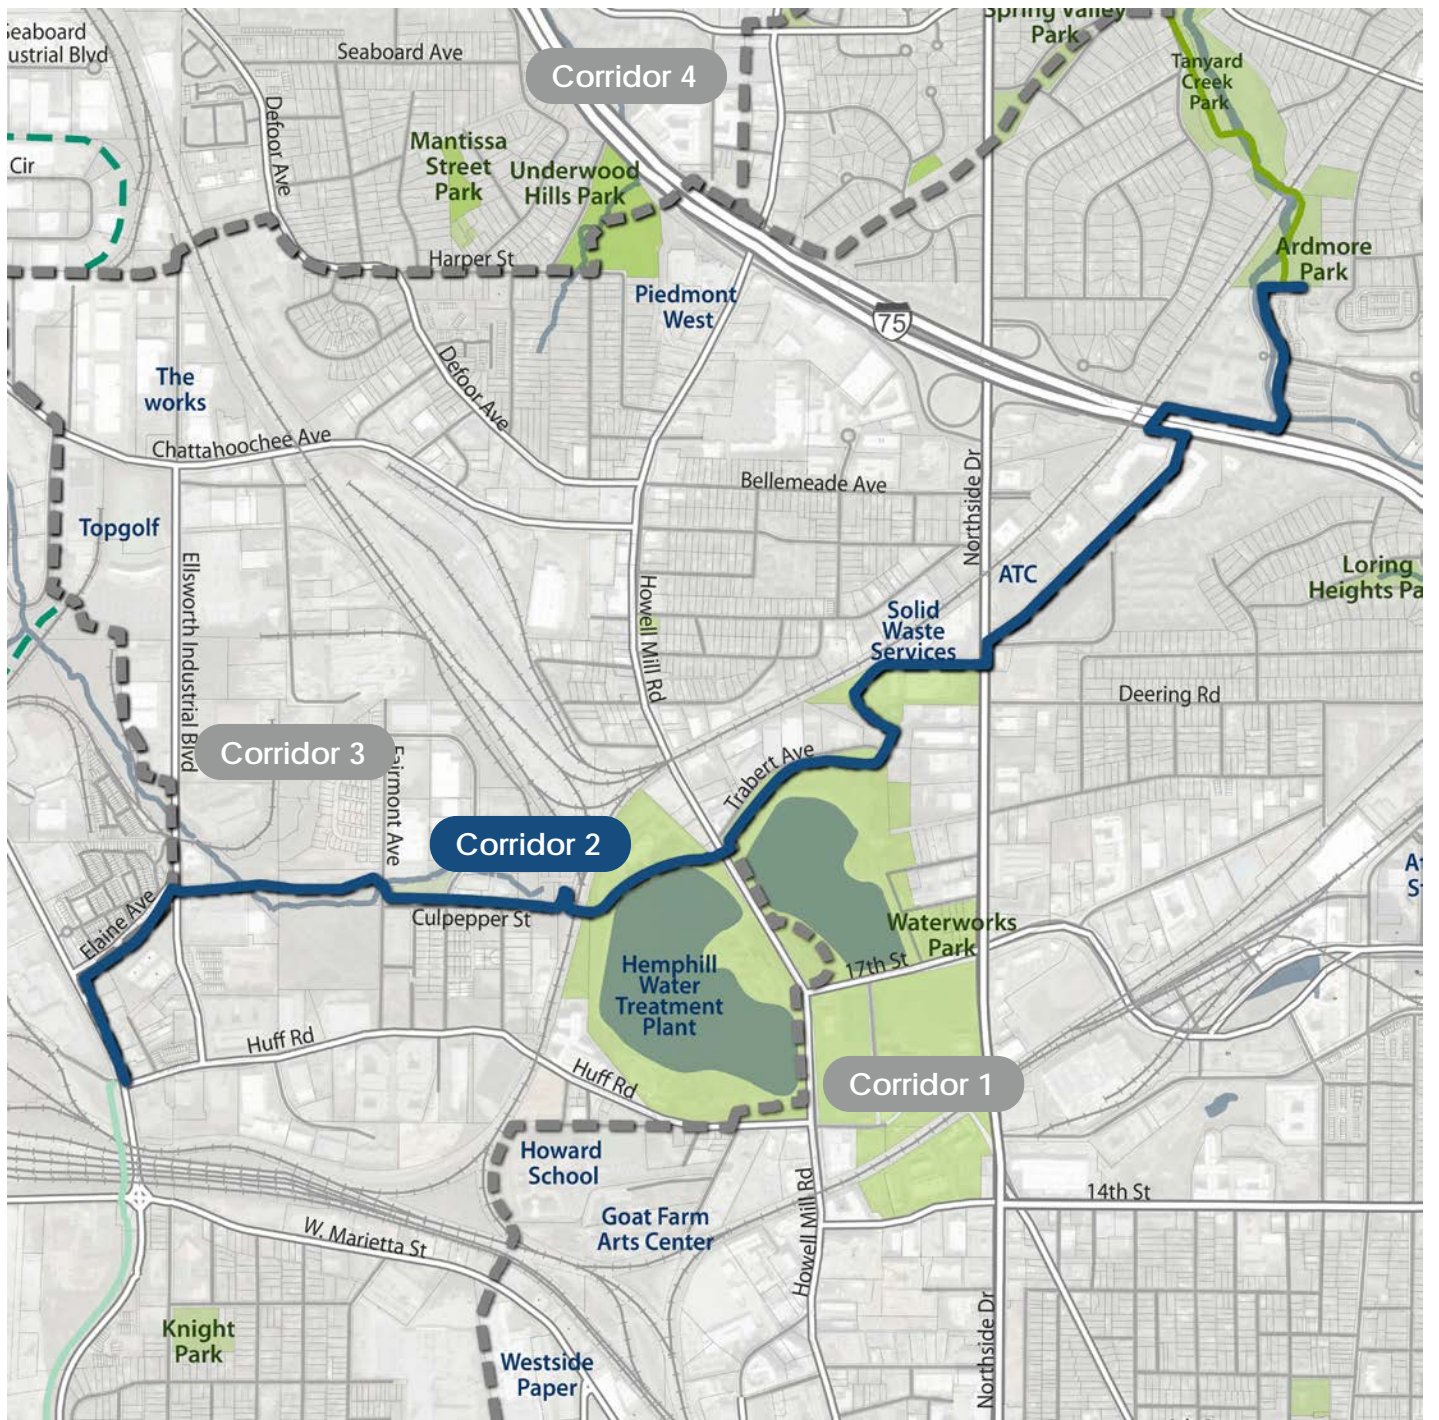 Seaboard
ustrial Blvd
Seaboard Ave
Corridor 4
Spring Valley
Park
Tanyard
Creek
Park
Cir
Defoor Ave
Mantissa
Street
Park
Underwood
Hills Park
Harper St
Ardmore
Park
Piedmont
West
75
The
works
Defoor Ave
Chattahoochee Ave
Bellemeade Ave
Northside Dr
Topgolf
Ellsworth Industrial Blvd
Howell Mill Rd
ATC
Loring
Heights Pa
Solid
Waste
Services
Deering Rd
Corridor 3
Fairmont Ave
Trabert Ave
Corridor 2
At
St
Elaine Ave
Culpepper St
Waterworks
Park
17th St
Hemphill
Water
Treatment
Plant
Huff Rd
Huff Rd
Corridor 1
Howard
School
Howell Mill Rd
14th St
Goat Farm
Arts Center
W. Marietta St
Knight
Park
Northside Dr
Westside
Paper